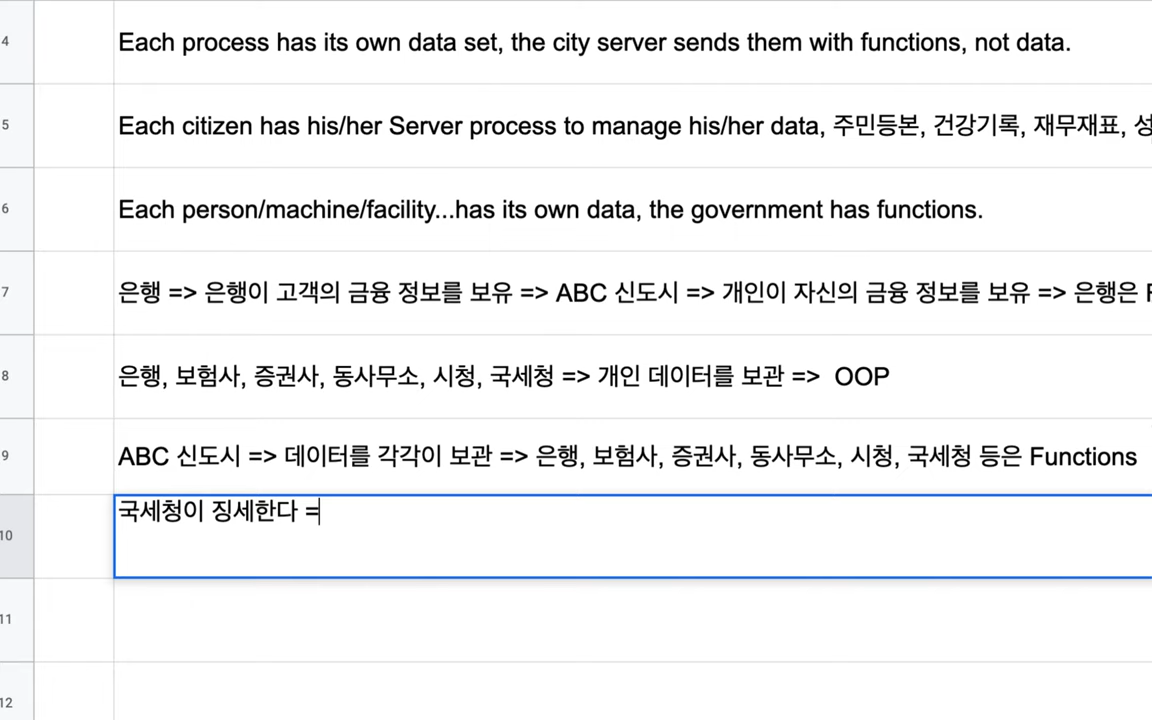 4
Each process has its own data set, the city server sends them with functions, not data.
5
Each citizen has his/her Server process to manage his/her data, 주민등본, 건강기록, 재무재표,
6
Each person/machine/facility...has its own data, the government has functions.
7
은행 => 은행이 고객의 금융 정보를 보유 => ABC 신도시 => 개인이 자신의 금융 정보를 보유 => 은행은
8
은행, 보험사, 증권사, 동사무소, 시청, 국세청 => 개인 데이터를 보관 => OOP
9
ABC 신도시 => 데이터를 각각이 보관 => 은행, 보험사, 증권사, 동사무소, 시청, 국세청 등은 Functions
국세청이 징세한다 =
10
11
12